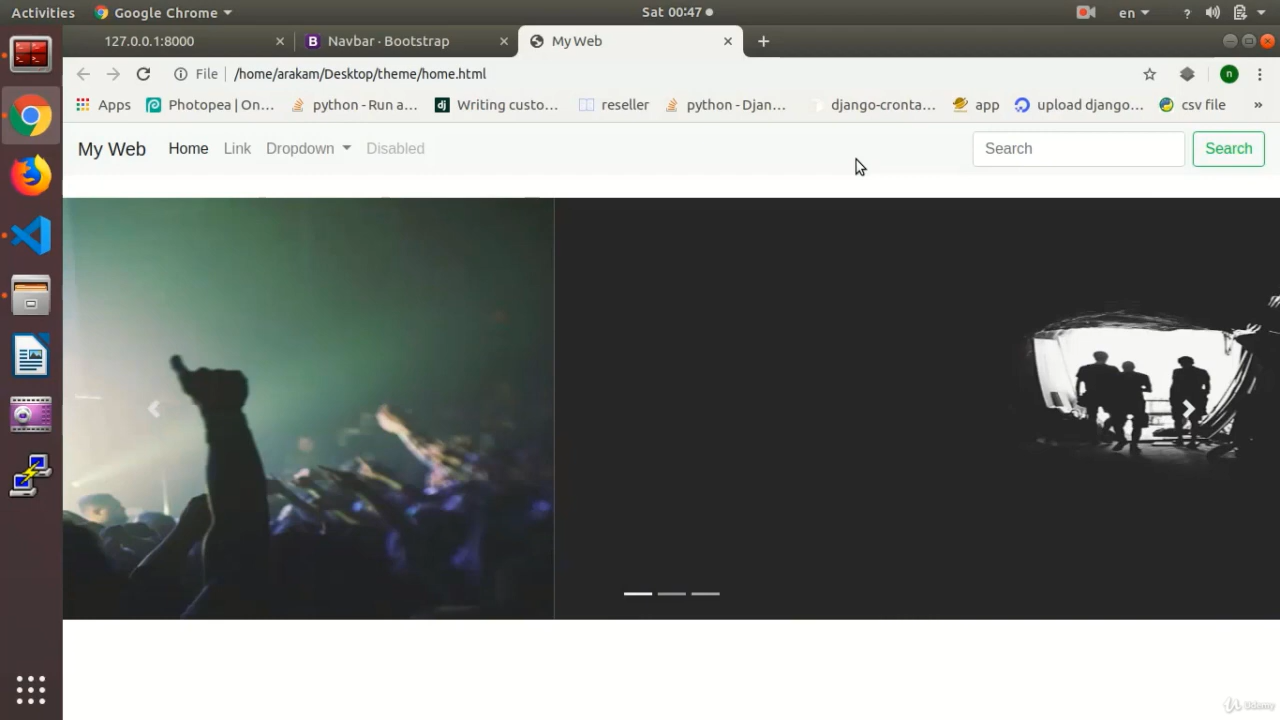 Activities Google Chrome Sat 00:47 en ?
127.0.0.1:8000 B Navbar · Bootstrap My Web
File /home/arakam/Desktop/theme/home.html n
Apps Photopea | On... python - Run a... dj Writing custo... reseller python - Djan... django-cronta... app upload django... csv file »
My Web Home Link Dropdown Disabled Search Search
Udemy